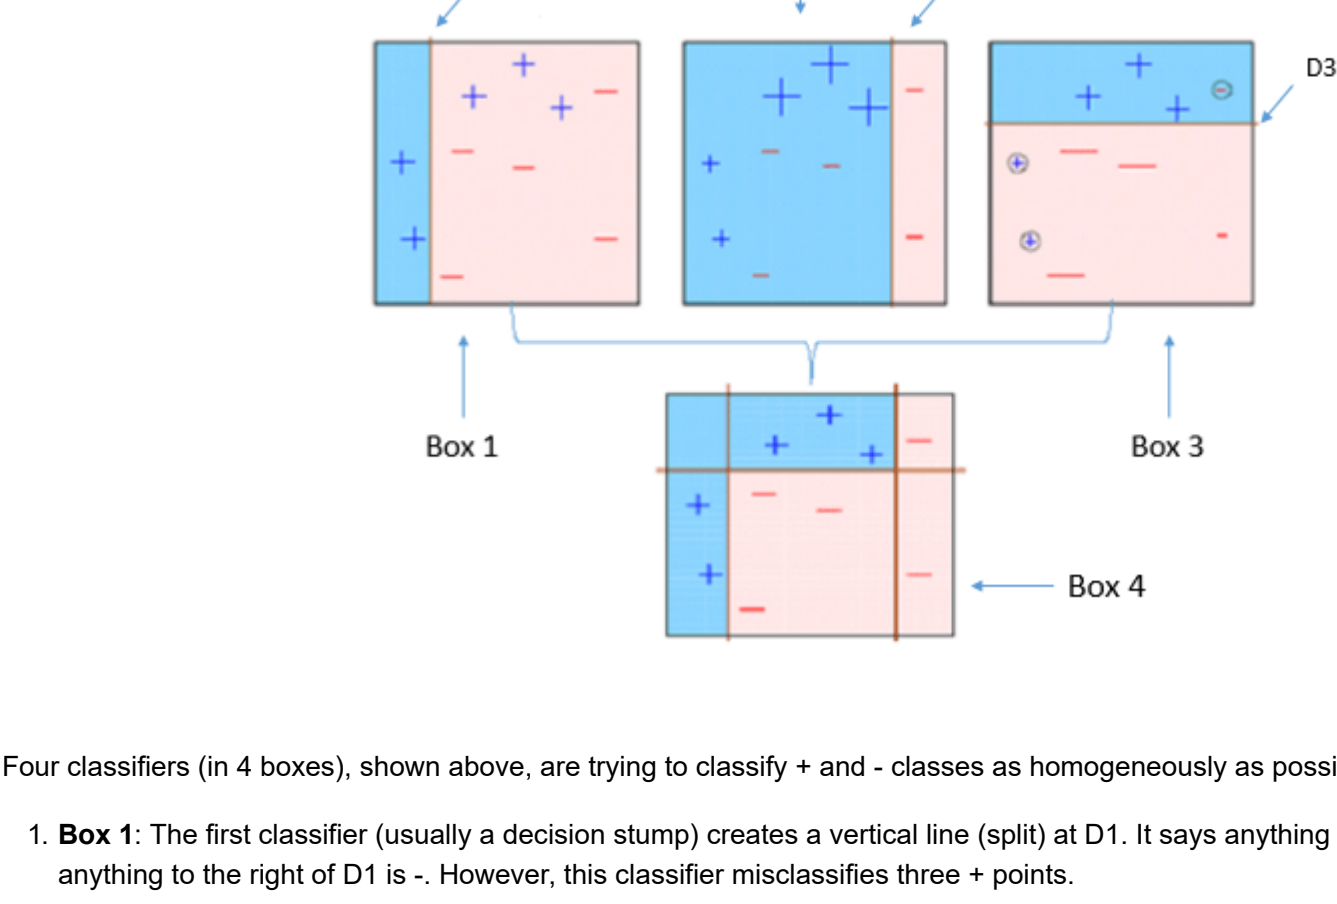 D3
Box 1
Box 3
Box 4
Four classifiers (in 4 boxes), shown above, are trying to classify + and - classes as homogeneously as possi
1. Box 1: The first classifier (usually a decision stump) creates a vertical line (split) at D1. It says anything
anything to the right of D1 is -. However, this classifier misclassifies three + points.